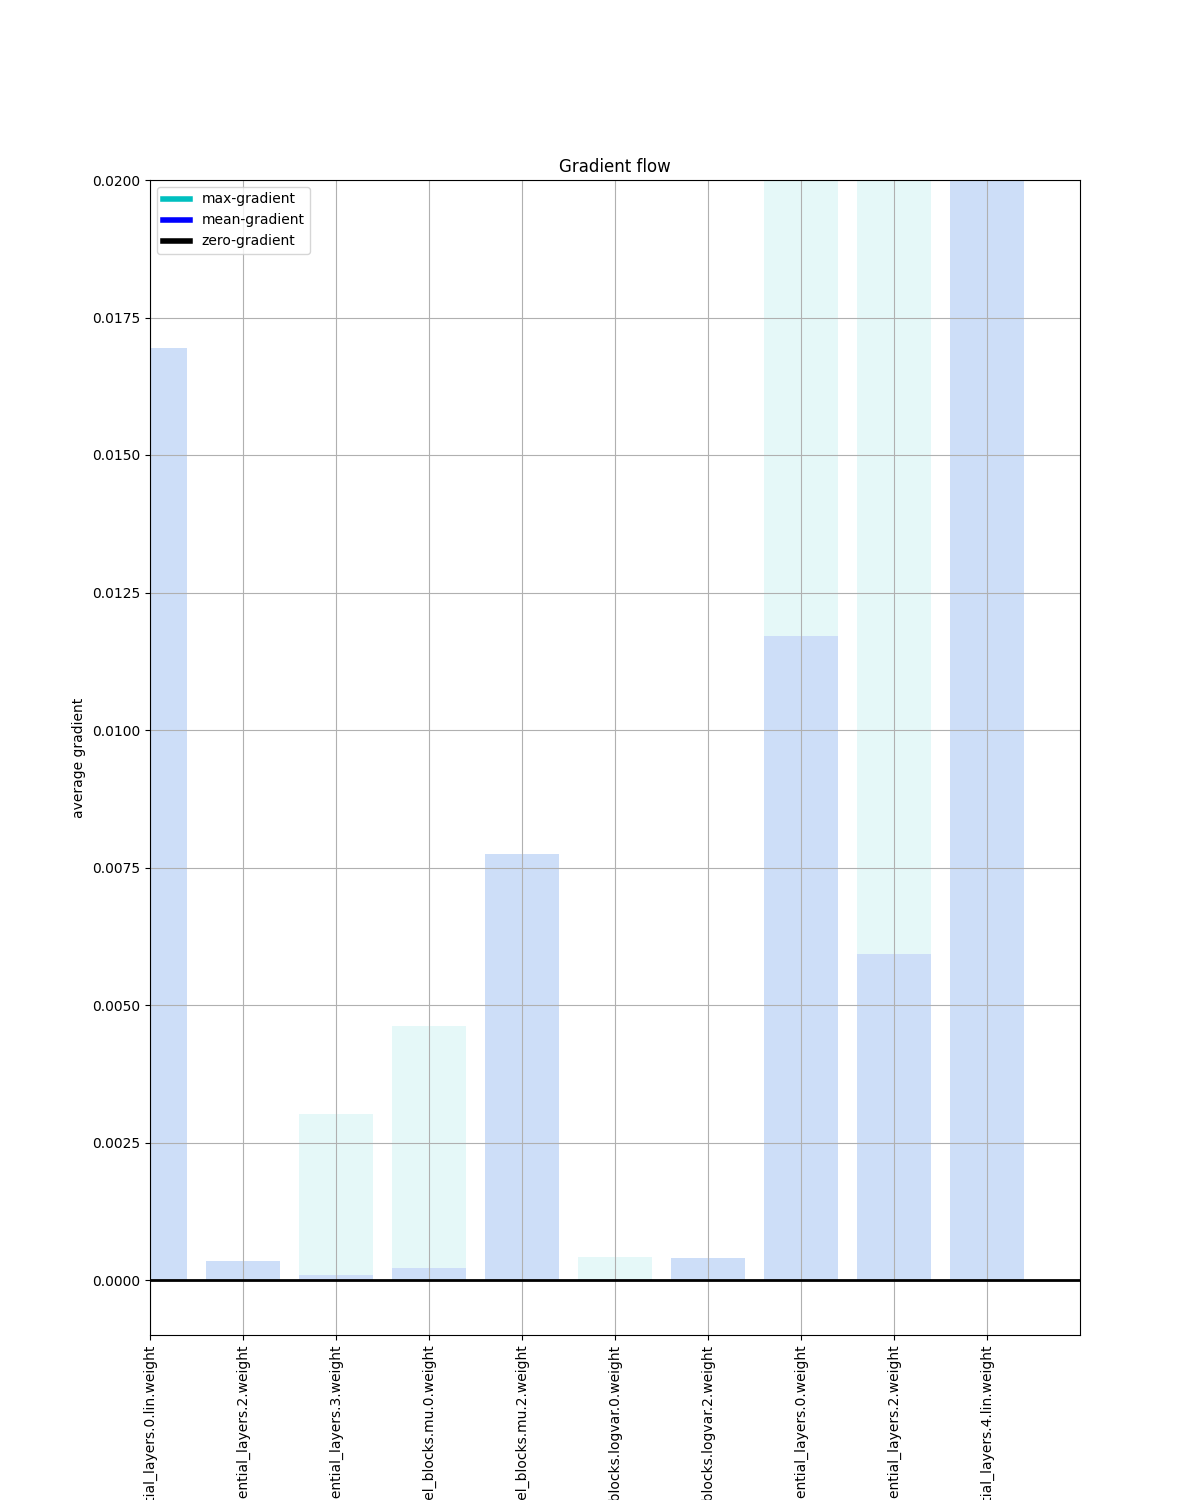 Gradient flow
max-gradient
mean-gradient
zero-gradient
average gradient
0.0200
0.0175
0.0150
0.0125
0.0100
0.0075
0.0050
0.0025
0.0000
tial_layers.0.lin.weight
ential_layers.2.weight
ential_layers.3.weight
el_blocks.mu.0.weight
el_blocks.mu.2.weight
blocks.logvar.0.weight
blocks.logvar.2.weight
ential_layers.0.weight
ential_layers.2.weight
tial_layers.4.lin.weight